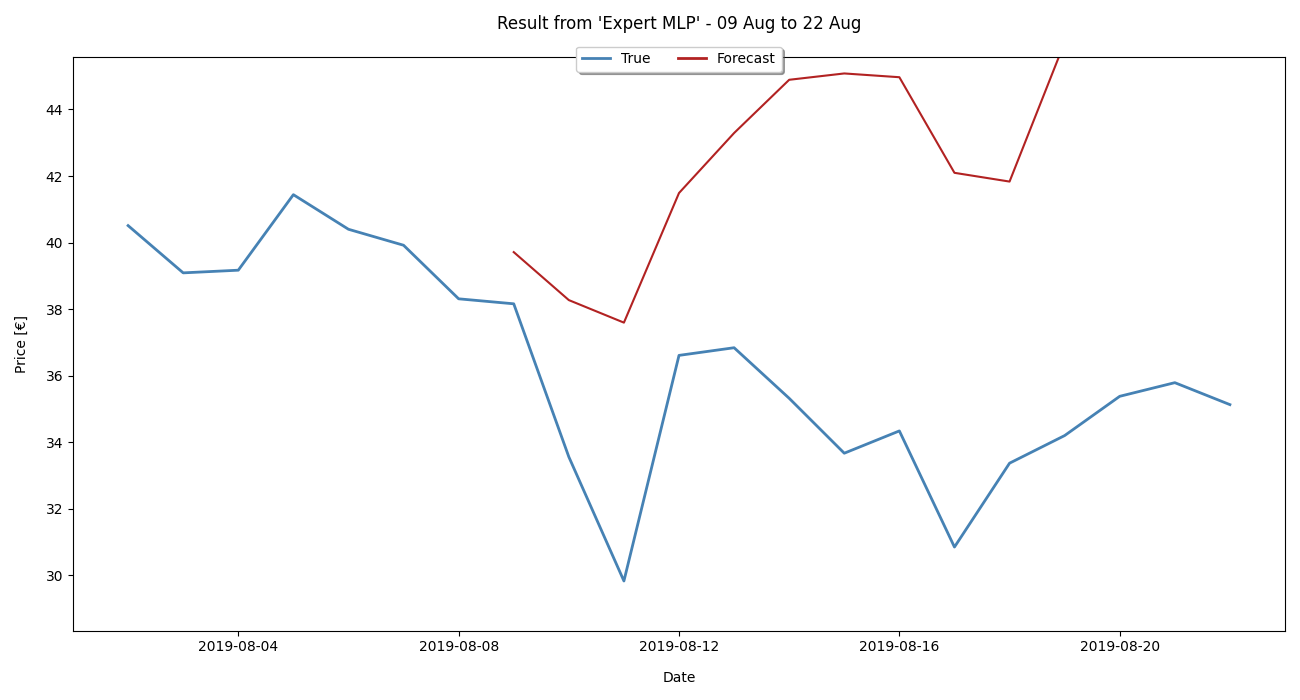 Result from 'Expert MLP' - 09 Aug to 22 Aug
True Forecast
44
42
40
38
36
34
32
30
Price [€]
2019-08-04 2019-08-08 2019-08-12 2019-08-16 2019-08-20
Date